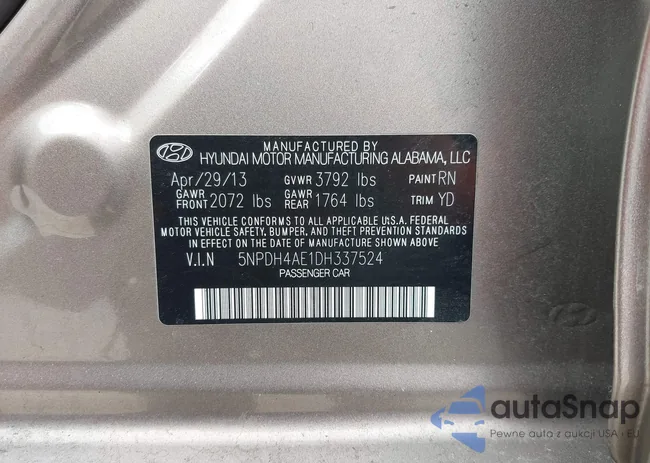 MANUFACTURED BY
HYUNDAI MOTOR MANUFACTURING ALABAMA, LLC
Apr/29/13 GVWR 3792 lbs PAINT RN
GAWR FRONT 2072 lbs GAWR REAR 1764 lbs TRIM YD
THIS VEHICLE CONFORMS TO ALL APPLICABLE U.S.A. FEDERAL
MOTOR VEHICLE SAFETY, BUMPER, AND THEFT PREVENTION STANDARDS
IN EFFECT ON THE DATE OF MANUFACTURE SHOWN ABOVE
V.I.N 5NPDH4AE1DH337524
PASSENGER CAR
autoSnap
Pewne auto z aukcji USA i EU